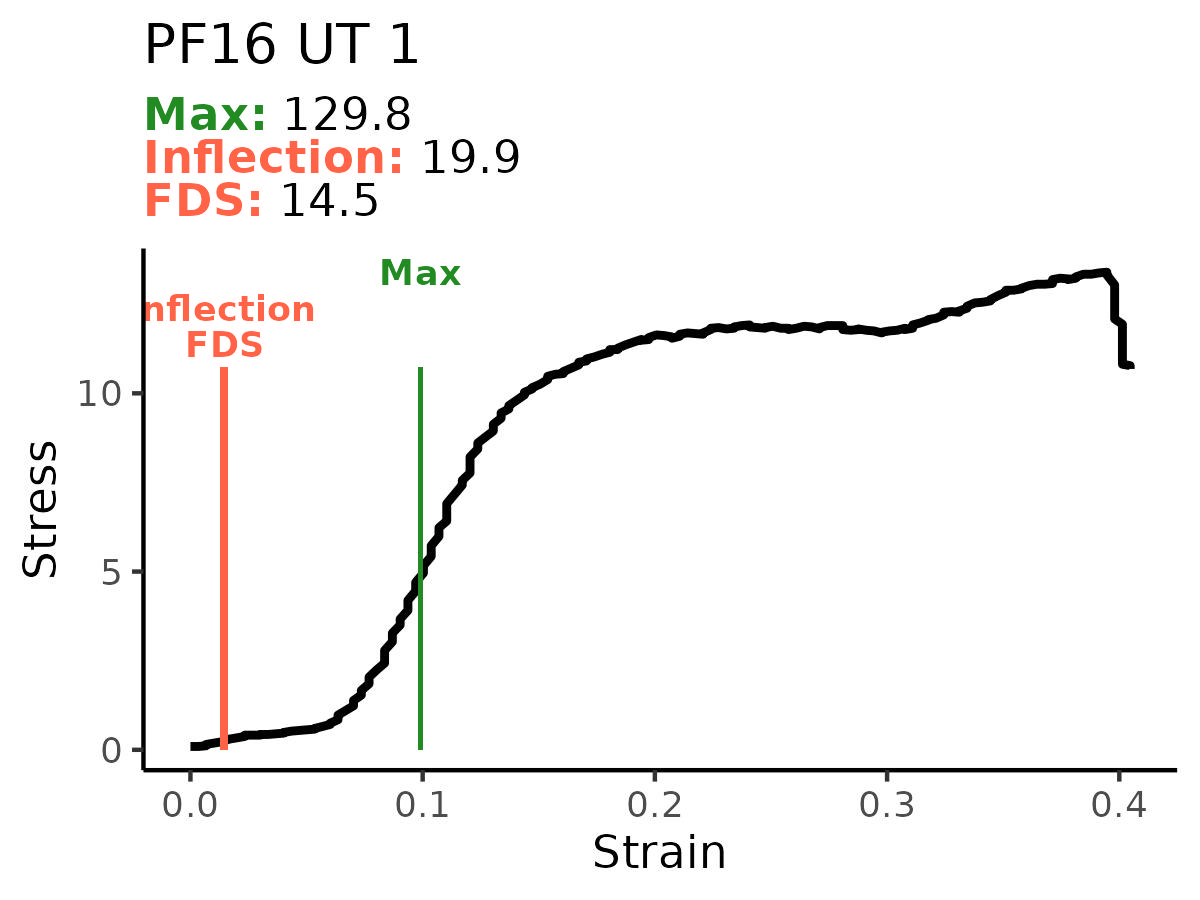 PF16 UT 1
Max: 129.8
Inflection: 19.9
FDS: 14.5
Max
nflection
FDS
10
5
0
Stress
0.0 0.1 0.2 0.3 0.4
Strain